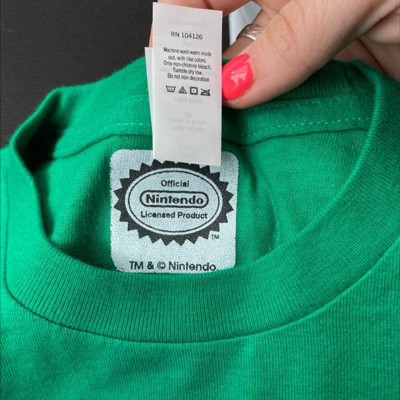 RN 104126
Machine wash warm inside
out, with like colors.
Only non-chlorine bleach.
Tumble dry low
Do not iron decoration
Official
Nintendo
Licensed Product
TM
TM & © Nintendo